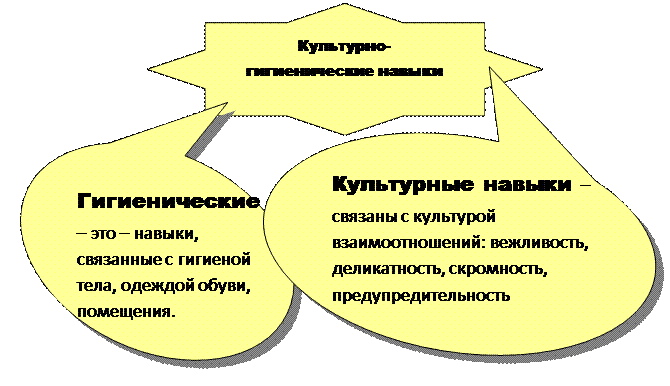 Культурно-
гигиенические навыки
Гигиенические
– это – навыки,
связанные с гигиеной
тела, одеждой обуви,
помещения.
Культурные навыки –
связаны с культурой
взаимоотношений: вежливость,
деликатность, скромность,
предупредительность